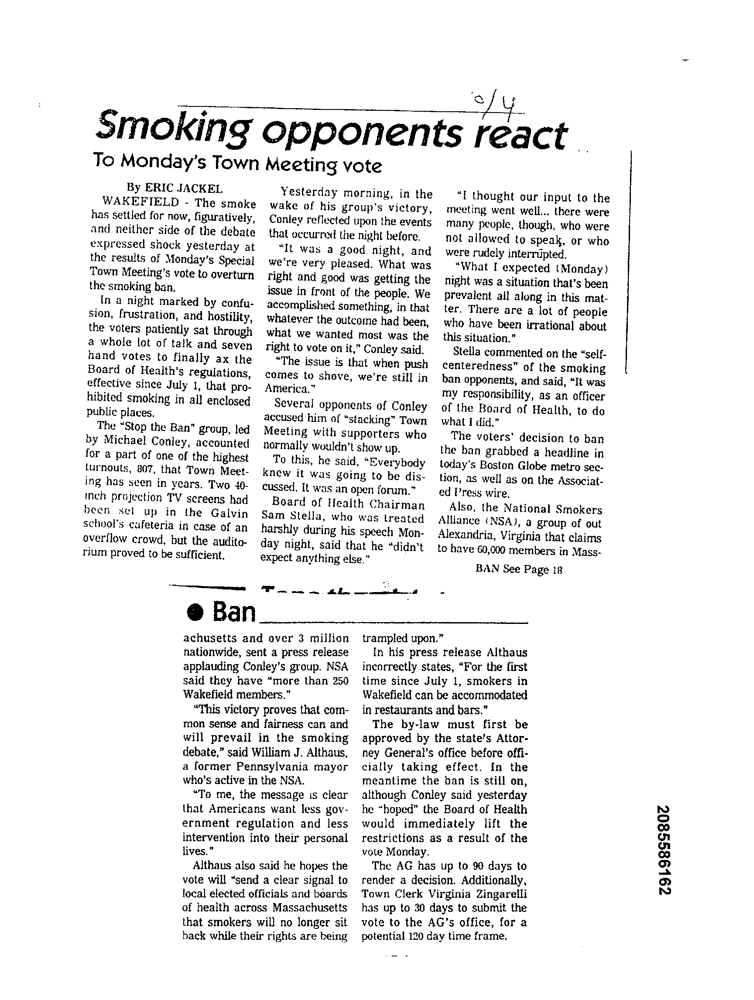 0/4
Smoking opponents react
To Monday's Town Meeting vote
By ERIC JACKEL
WAKEFIELD - The smoke
has settled for now, figuratively,
and neither side of the debate
expressed shock yesterday at
the results of Monday's Special
Town Meeting's vote to overturn
the smoking ban.
In a night marked by confu-
sion, frustration, and hostility,
the voters patiently sat through
a whole lot of talk and seven
hand votes to finally ax the
Board of Health's regulations,
effective since July 1, that pro-
hibited smoking in all enclosed
public places.
The "Stop the Ban" group, led
by Michael Conley, accounted
for a part of one of the highest
turnouts, 807, that Town Meet-
ing has seen in years. Two 40-
inch projection TV screens had
been set up in the Galvin
school's cafeteria in case of an
overflow crowd, but the audito-
rium proved to be sufficient.
Yesterday morning, in the
wake of his group's victory,
Conley reflected upon the events
that occurred the night before.
"It was a good night, and
we're very pleased. What was
right and good was getting the
issue in front of the people. We
accomplished something, in that
whatever the outcome had been,
what we wanted most was the
right to vote on it," Conley said.
"The issue is that when push
comes to shove, we're still in
America."
Several opponents of Conley
accused him of "stacking" Town
Meeting with supporters who
normally wouldn't show up.
To this, he said, "Everybody
knew it was going to be dis-
cussed. It was an open forum."
Board of Health Chairman
Sam Stella, who was treated
harshly during his speech Mon-
day night, said that he "didn't
expect anything else."
"I thought our input to the
meeting went well... there were
many people, though, who were
not allowed to speak, or who
were rudely interrupted.
"What I expected (Monday)
night was a situation that's been
prevalent all along in this mat-
ter. There are a lot of people
who have been irrational about
this situation."
Stella commented on the "self-
centeredness" of the smoking
ban opponents, and said, "It was
my responsibility, as an officer
of the Board of Health, to do
what I did."
The voters' decision to ban
the ban grabbed a headline in
today's Boston Globe metro sec-
tion, as well as on the Associat-
ed Press wire.
Also, the National Smokers
Alliance (NSA), a group of out
Alexandria, Virginia that claims
to have 60,000 members in Mass-
BAN See Page 18
● Ban
achusetts and over 3 million
nationwide, sent a press release
applauding Conley's group. NSA
said they have "more than 250
Wakefield members."
"This victory proves that com-
mon sense and fairness can and
will prevail in the smoking
debate," said William J. Althaus,
a former Pennsylvania mayor
who's active in the NSA.
"To me, the message is clear
that Americans want less gov-
ernment regulation and less
intervention into their personal
lives."
Althaus also said he hopes the
vote will "send a clear signal to
local elected officials and boards
of health across Massachusetts
that smokers will no longer sit
back while their rights are being
trampled upon."
In his press release Althaus
incorrectly states, "For the first
time since July 1, smokers in
Wakefield can be accommodated
in restaurants and bars."
The by-law must first be
approved by the state's Attor-
ney General's office before offi-
cially taking effect. In the
meantime the ban is still on,
although Conley said yesterday
he "hoped" the Board of Health
would immediately lift the
restrictions as a result of the
vote Monday.
The AG has up to 90 days to
render a decision. Additionally,
Town Clerk Virginia Zingarelli
has up to 30 days to submit the
vote to the AG's office, for a
potential 120 day time frame.
2085586162